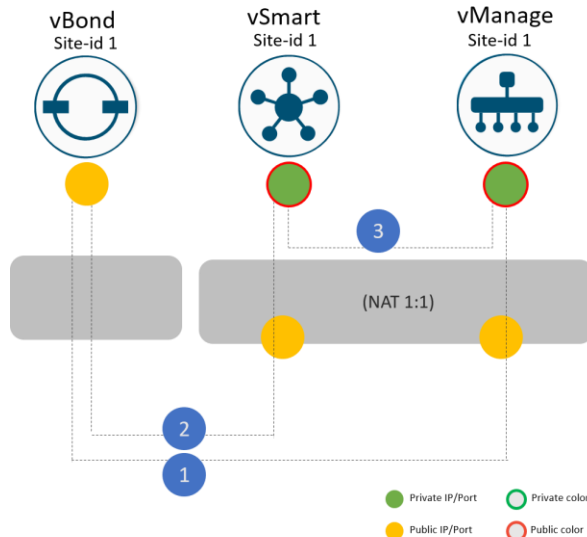 vBond
Site-id 1
vSmart
Site-id 1
vManage
Site-id 1
3
(NAT 1:1)
2
1
Private IP/Port
Private color
Public IP/Port
Public color